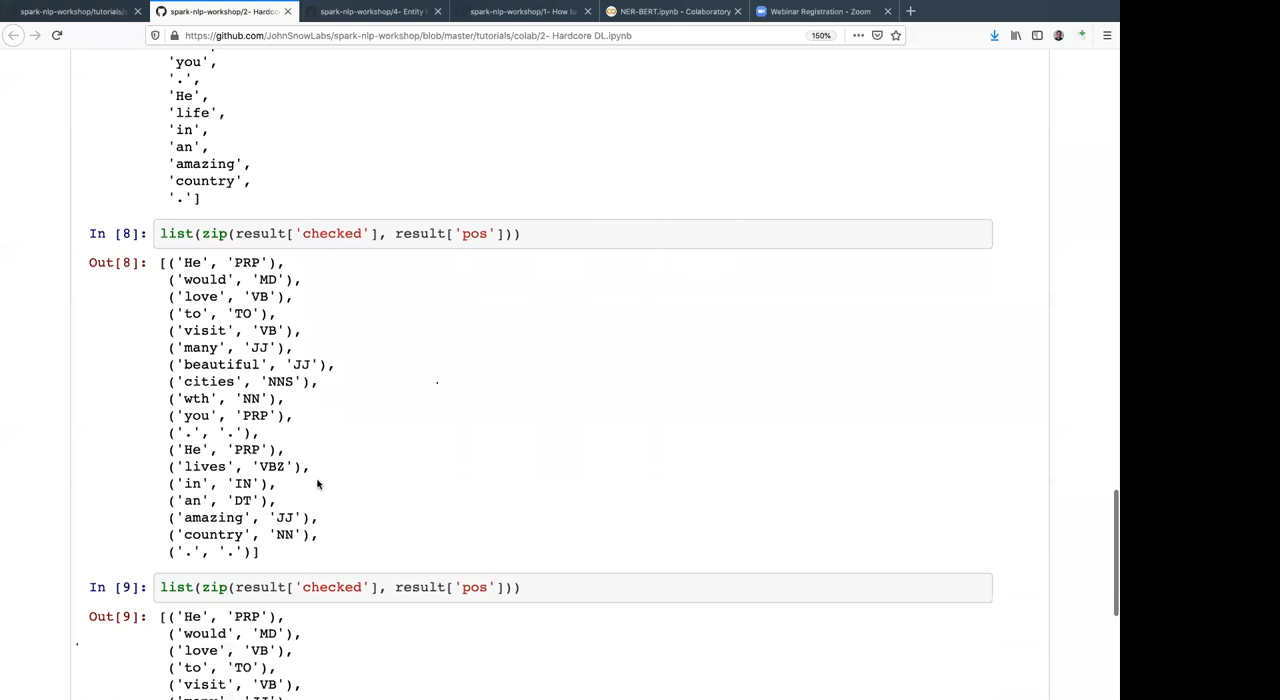 spark-nlp-workshop/tutorials/
spark-nlp-workshop/2- Hardco
spark-nlp-workshop/4- Entity
spark-nlp-workshop/1- How to
NER-BERT.ipynb - Colaboratory
Webinar Registration - Zoom
https://github.com/JohnSnowLabs/spark-nlp-workshop/blob/master/tutorials/colab/2- Hardcore DL.ipynb
150%
'you',
'.',
'He',
'life',
'in',
'an',
'amazing',
'country',
'.']
In [8]: list(zip(result['checked'], result['pos']))
Out[8]: [('He', 'PRP'),
('would', 'MD'),
('love', 'VB'),
('to', 'TO'),
('visit', 'VB'),
('many', 'JJ'),
('beautiful', 'JJ'),
('cities', 'NNS'),
('wth', 'NN'),
('you', 'PRP'),
('.', '.'),
('He', 'PRP'),
('lives', 'VBZ'),
('in', 'IN'),
('an', 'DT'),
('amazing', 'JJ'),
('country', 'NN'),
('.', '.')]
In [9]: list(zip(result['checked'], result['pos']))
Out[9]: [('He', 'PRP'),
('would', 'MD'),
('love', 'VB'),
('to', 'TO'),
('visit', 'VB'),